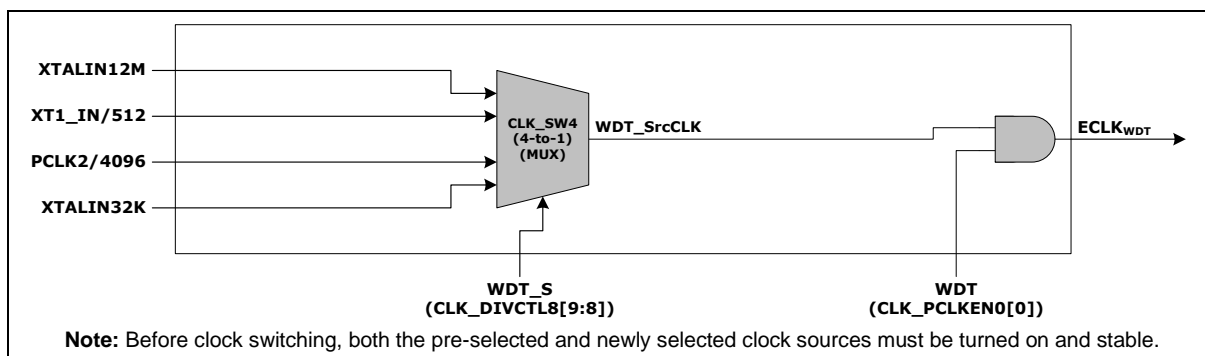 XTALIN12M
XT1_IN/512
PCLK2/4096
XTALIN32K
CLK_SW4
(4-to-1)
(MUX)
WDT_SrcCLK
ECLKWDT
WDT_S
(CLK_DIVCTL8[9:8])
WDT
(CLK_PCLKEN0[0])
Note: Before clock switching, both the pre-selected and newly selected clock sources must be turned on and stable.